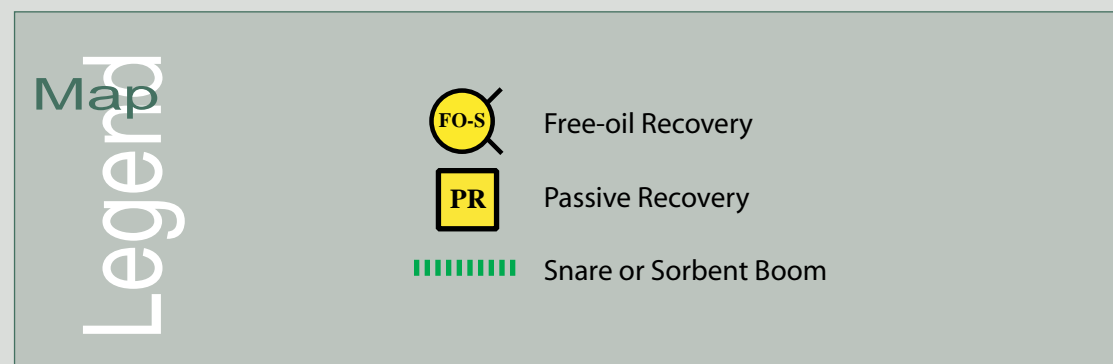 Map
Legend
FO-S Free-oil Recovery
PR Passive Recovery
Snare or Sorbent Boom